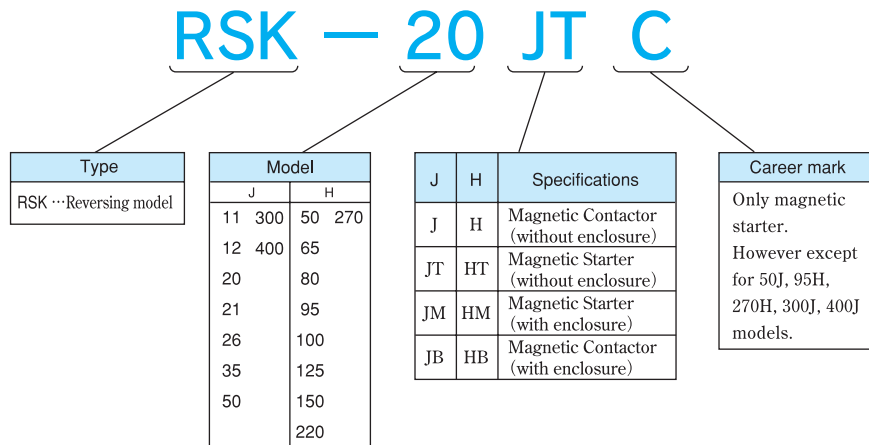 RSK — 20 JT C
Type
RSK ···Reversing model
Model
J H
11 300 50 270
12 400 65
20 80
21 95
26 100
35 125
50 150
220
J H Specifications
J H Magnetic Contactor
(without enclosure)
JT HT Magnetic Starter
(without enclosure)
JM HM Magnetic Starter
(with enclosure)
JB HB Magnetic Contactor
(with enclosure)
Career mark
Only magnetic
starter.
However except
for 50J, 95H,
270H, 300J, 400J
models.